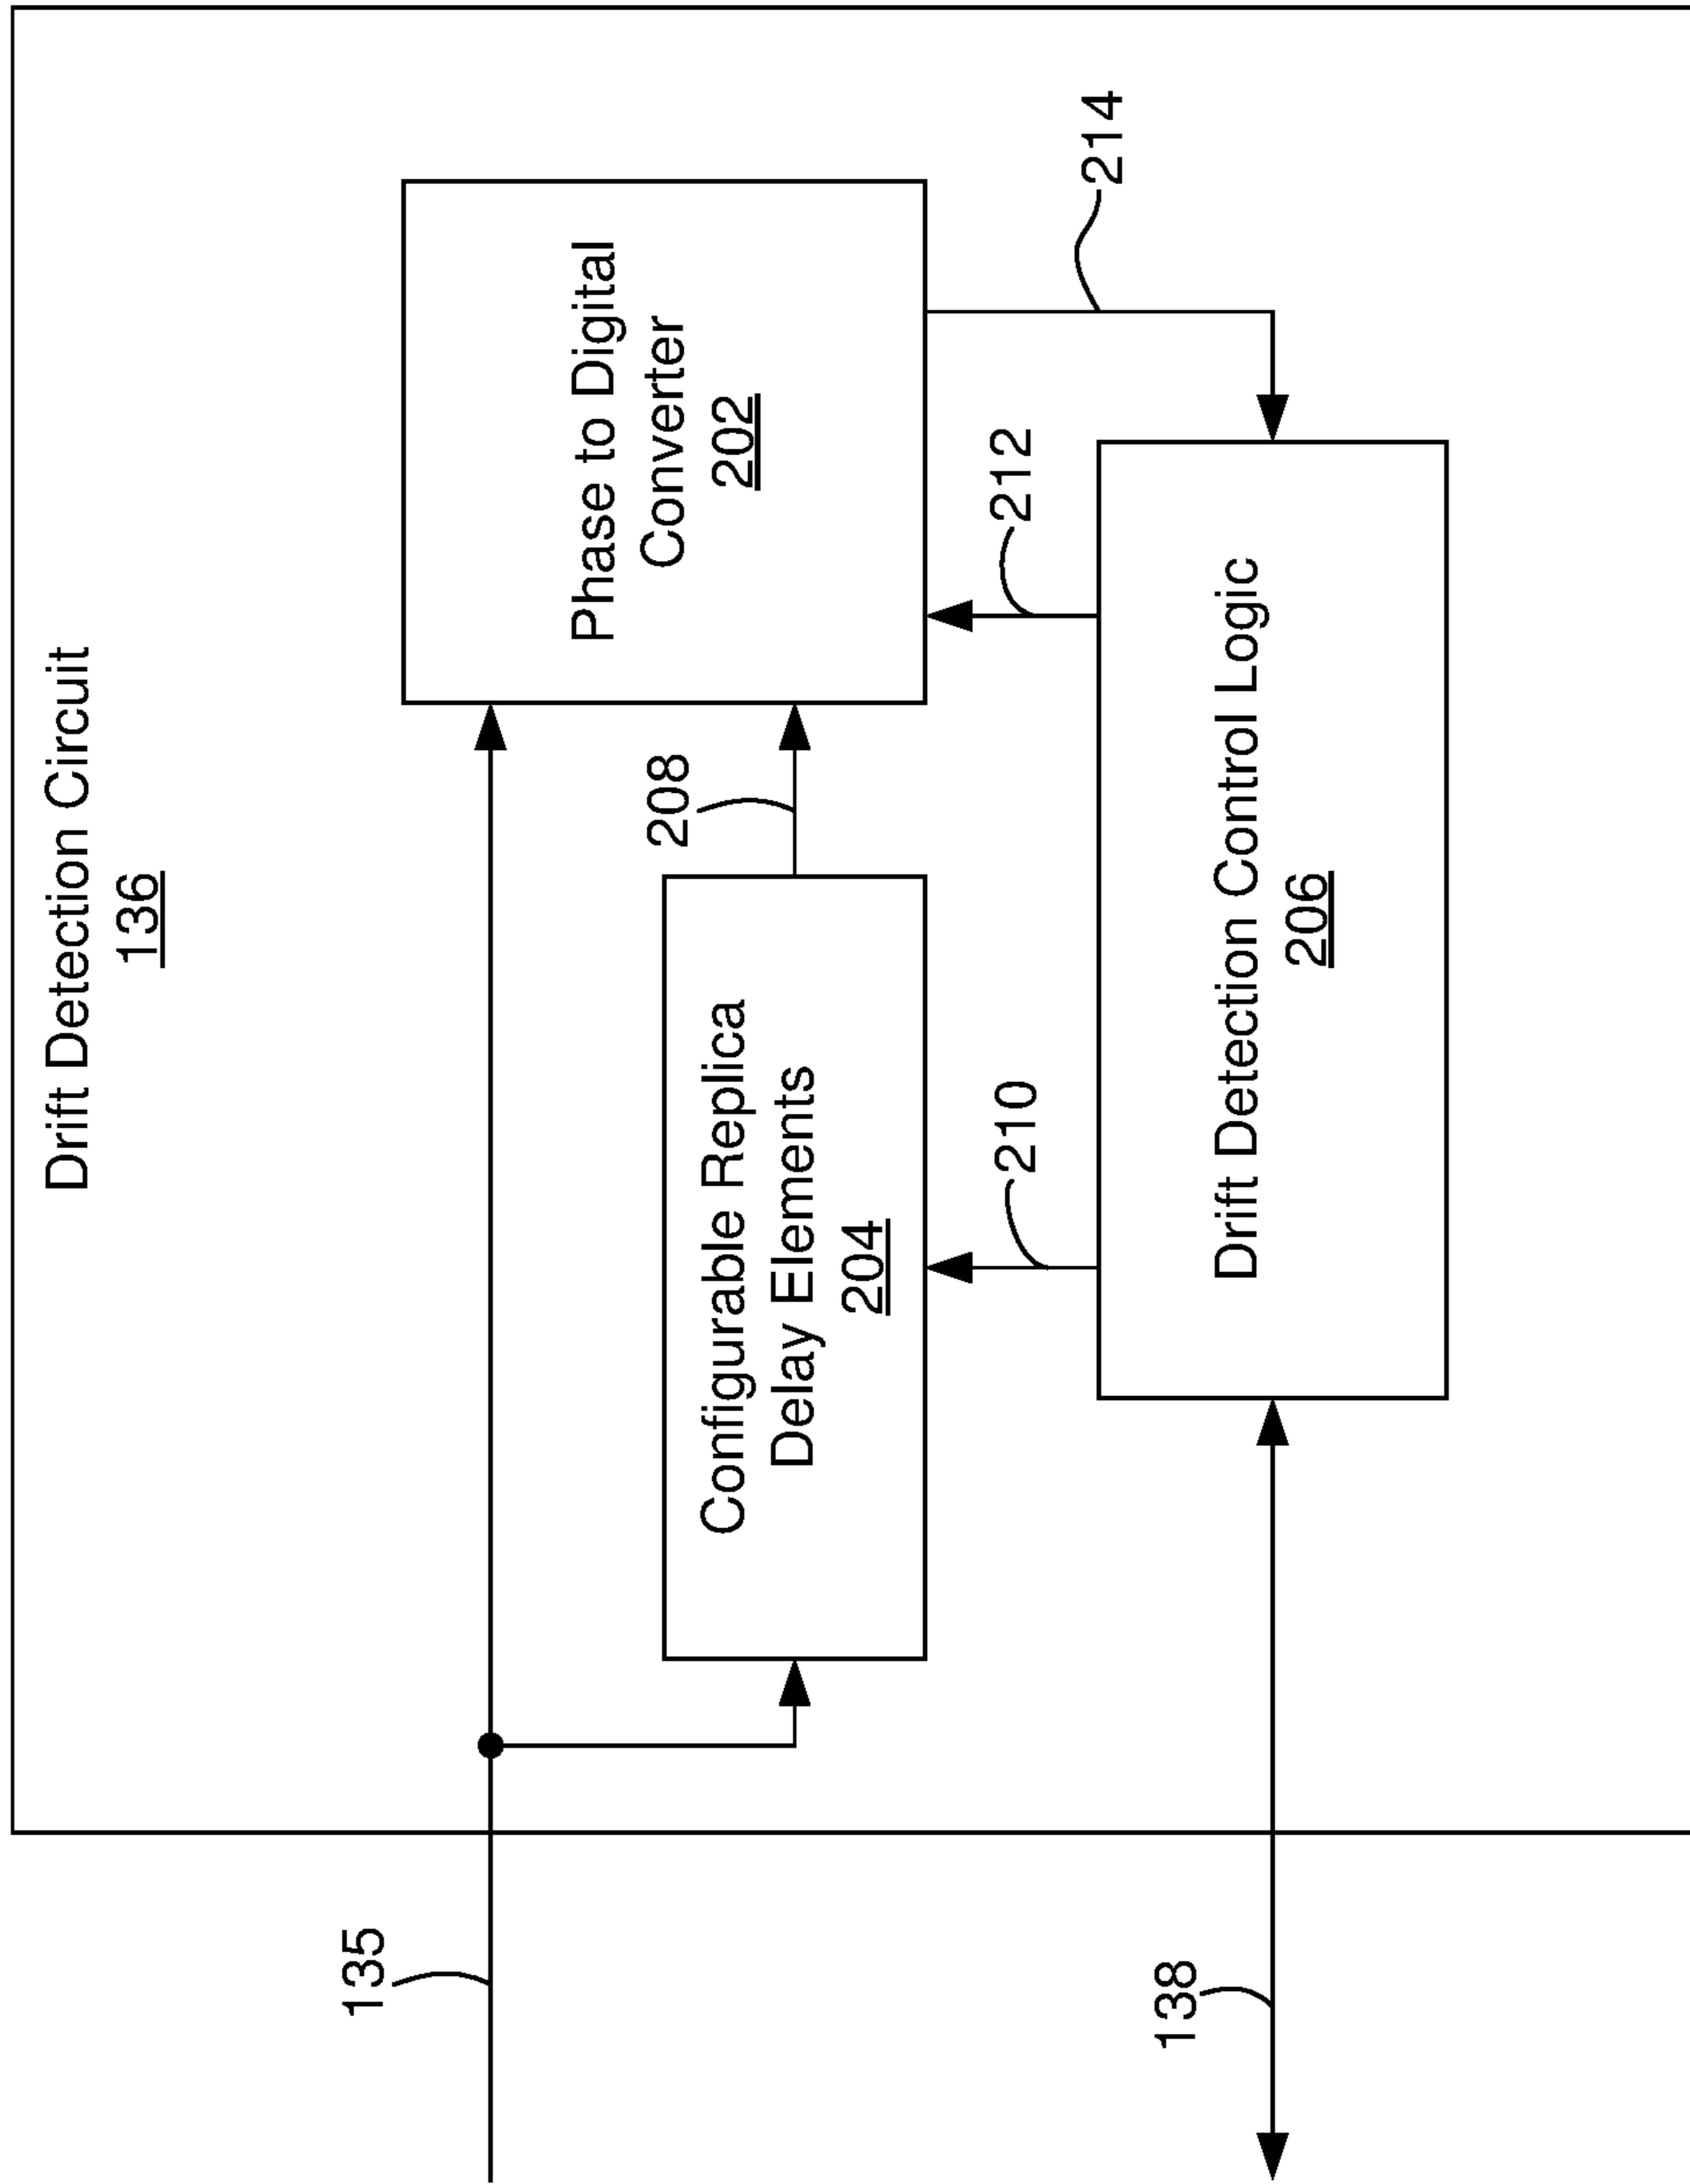 Drift Detection Circuit
136
135
Phase to Digital
Converter
202
208
Configurable Replica
Delay Elements
204
210
212
214
138
Drift Detection Control Logic
206